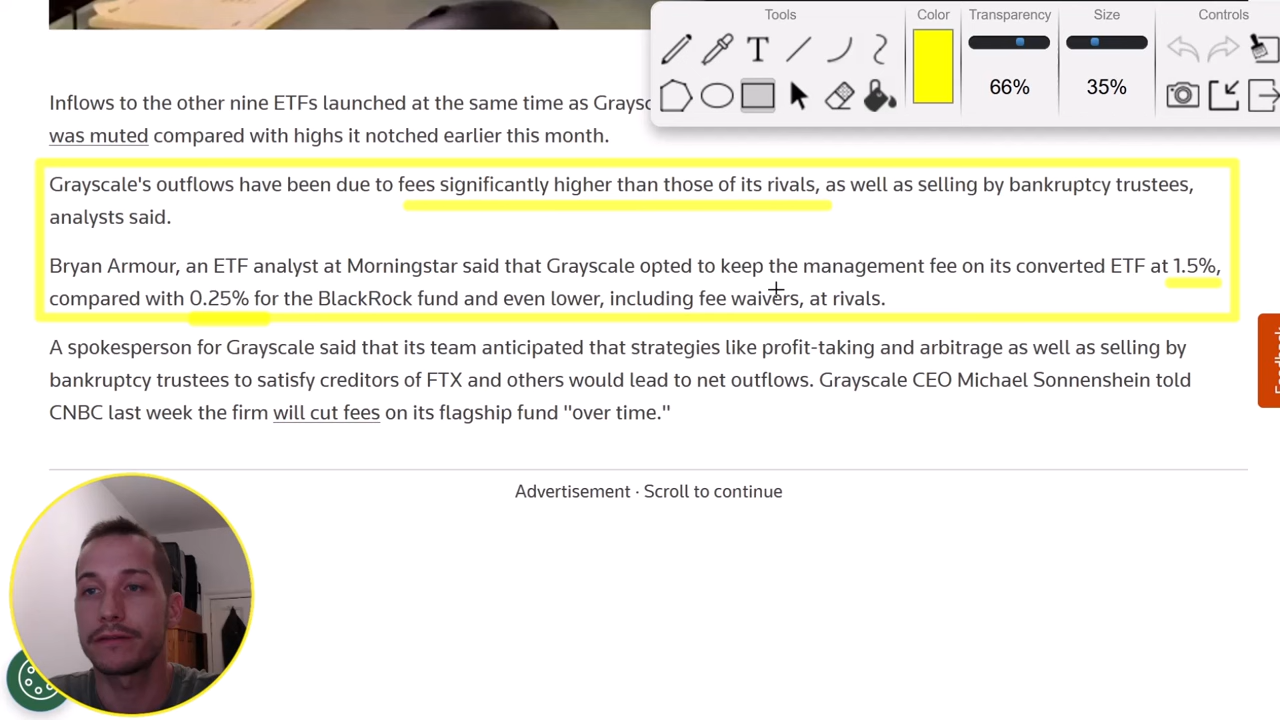 Tools
Color
Transparency
Size
Controls
T
66%
35%
Inflows to the other nine ETFs launched at the same time as
was muted compared with highs it notched earlier this month.
Grayscale's outflows have been due to fees significantly higher than those of its rivals, as well as selling by bankruptcy trustees,
analysts said.
Bryan Armour, an ETF analyst at Morningstar said that Grayscale opted to keep the management fee on its converted ETF at 1.5%,
compared with 0.25% for the BlackRock fund and even lower, including fee waivers, at rivals.
A spokesperson for Grayscale said that its team anticipated that strategies like profit-taking and arbitrage as well as selling by
bankruptcy trustees to satisfy creditors of FTX and others would lead to net outflows. Grayscale CEO Michael Sonnenshein told
CNBC last week the firm will cut fees on its flagship fund "over time."
Advertisement · Scroll to continue